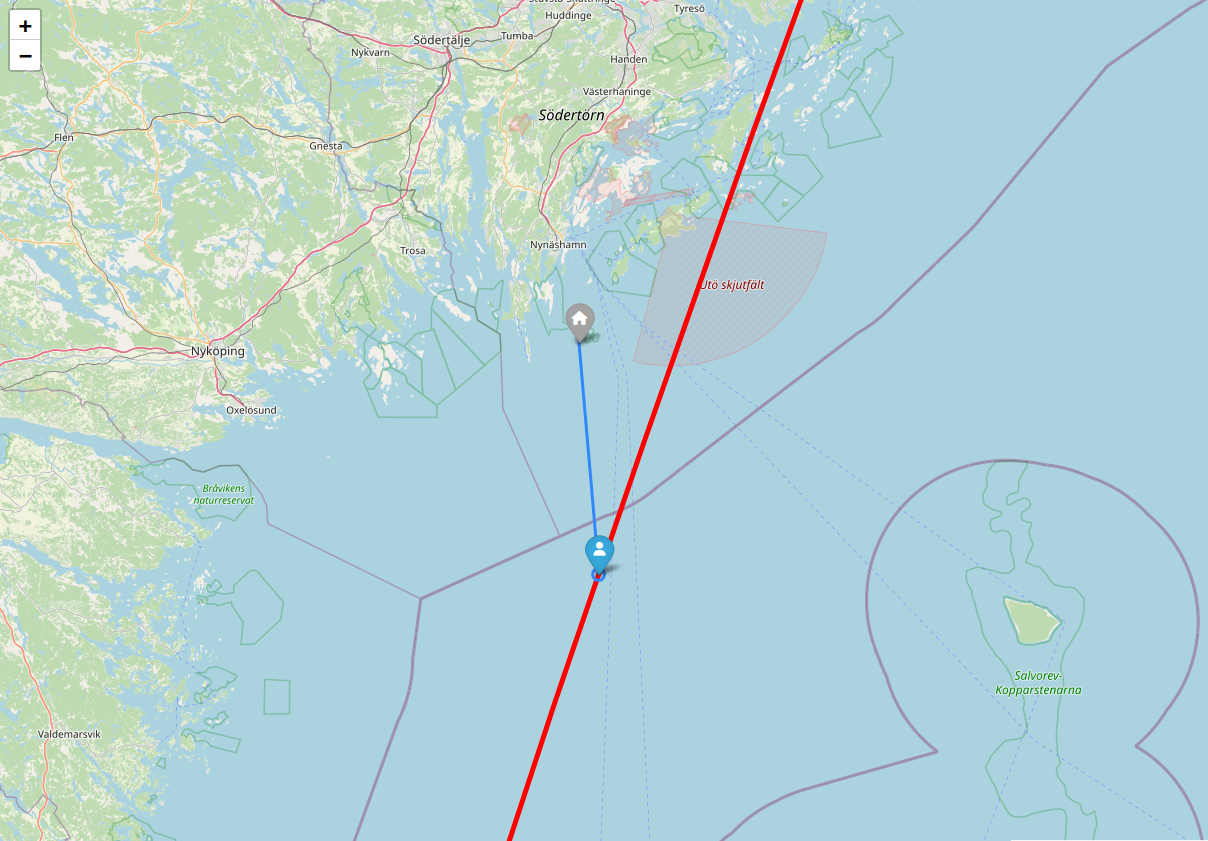 +
−
Tyresö
Huddinge
Tumba
Södertälje
Nykvarn
Handen
Västerhaninge
Södertörn
Flen
Gnesta
Nynäshamn
Trosa
Utö skjutfält
Nyköping
Oxelösund
Bråvikens
naturreservat
Salvorev-
Kopparstenarna
Valdemarsvik